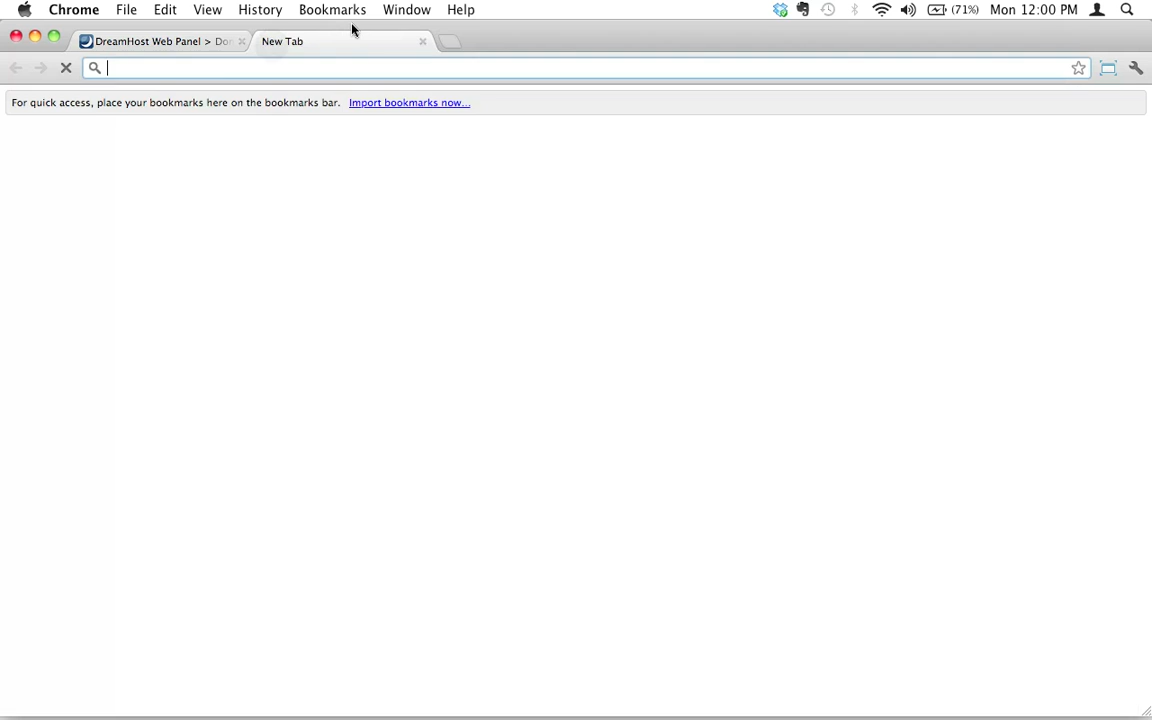 Chrome File Edit View History Bookmarks Window Help (71%) Mon 12:00 PM
DreamHost Web Panel > Do New Tab
For quick access, place your bookmarks here on the bookmarks bar. Import bookmarks now...